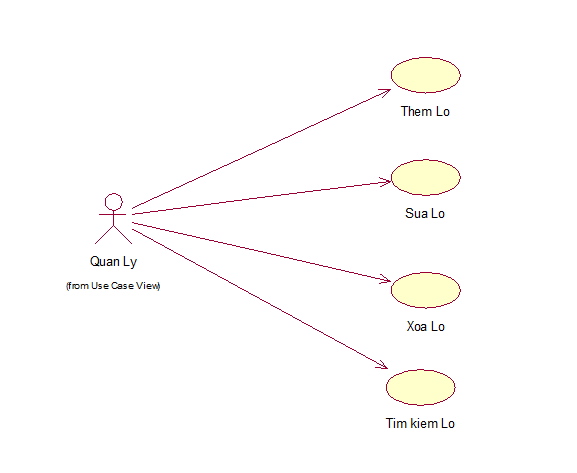 Them Lo
Sua Lo
Quan Ly
(from Use Case View)
Xoa Lo
Tim kiem Lo